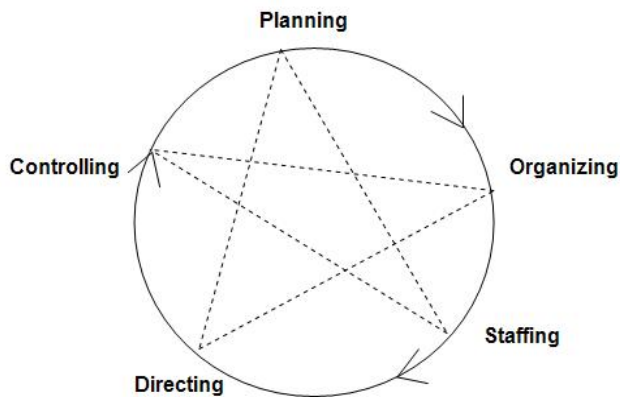 Planning
Organizing
Controlling
Staffing
Directing